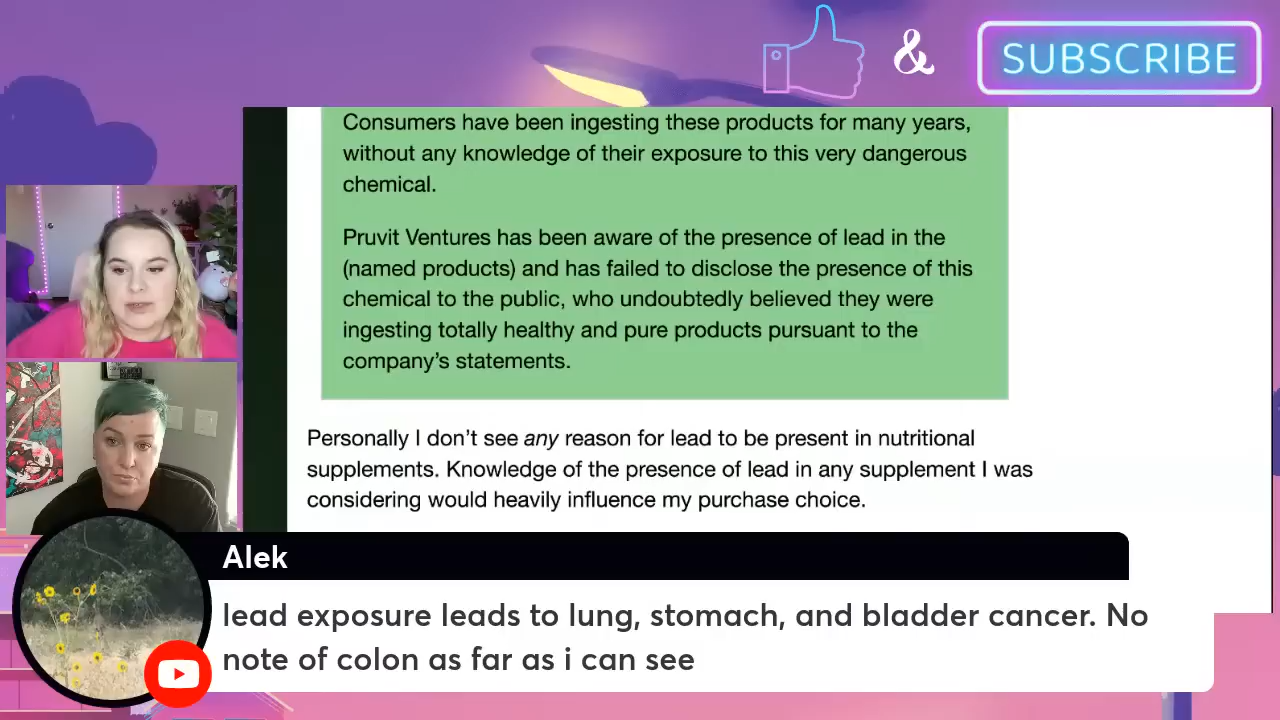 & SUBSCRIBE
Consumers have been ingesting these products for many years,
without any knowledge of their exposure to this very dangerous
chemical.
Pruvit Ventures has been aware of the presence of lead in the
(named products) and has failed to disclose the presence of this
chemical to the public, who undoubtedly believed they were
ingesting totally healthy and pure products pursuant to the
company’s statements.
Personally I don’t see any reason for lead to be present in nutritional
supplements. Knowledge of the presence of lead in any supplement I was
considering would heavily influence my purchase choice.
Alek
lead exposure leads to lung, stomach, and bladder cancer. No
note of colon as far as i can see